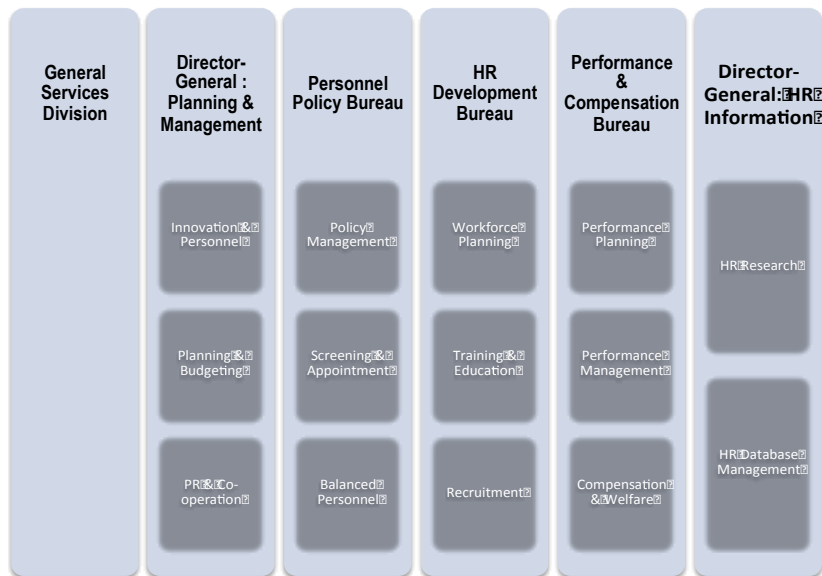 General
Services
Division
Director-
General :
Planning &
Management
Innovation &
Personnel
Planning &
Budgeting
PR & Co-
operation
Personnel
Policy Bureau
Policy
Management
Screening &
Appointment
Balanced
Personnel
HR
Development
Bureau
Workforce
Planning
Training &
Education
Recruitment
Performance
&
Compensation
Bureau
Performance
Planning
Performance
Management
Compensation
& Welfare
Director-
General: HR
Information
HR Research
HR Database
Management